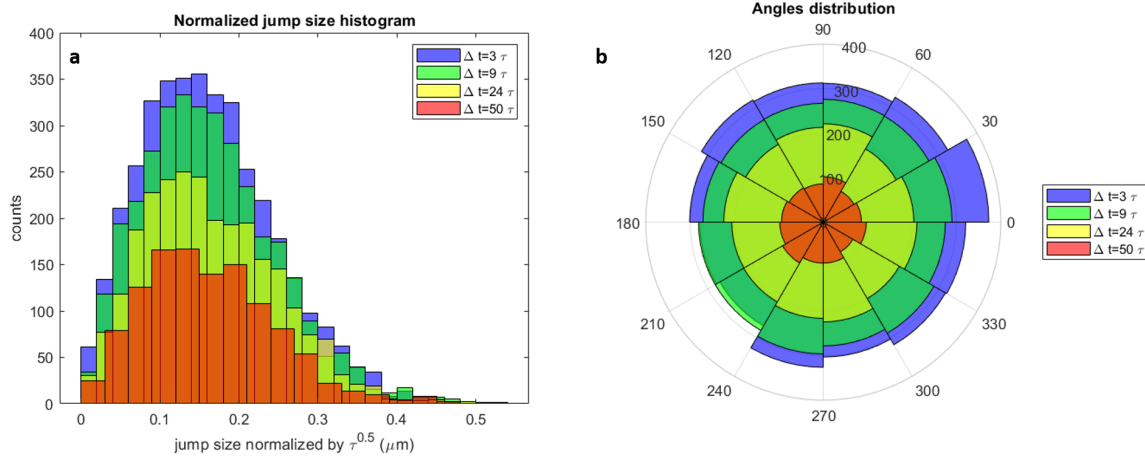 Normalized jump size histogram
a
400
350
300
250
200
150
100
50
0
counts
0
0.1
0.2
0.3
0.4
0.5
jump size normalized by τ^0.5 (μm)
Δ t=3 τ
Δ t=9 τ
Δ t=24 τ
Δ t=50 τ
Angles distribution
b
90
120
60
150
30
180
0
210
330
240
300
270
400
300
200
100
Δ t=3 τ
Δ t=9 τ
Δ t=24 τ
Δ t=50 τ